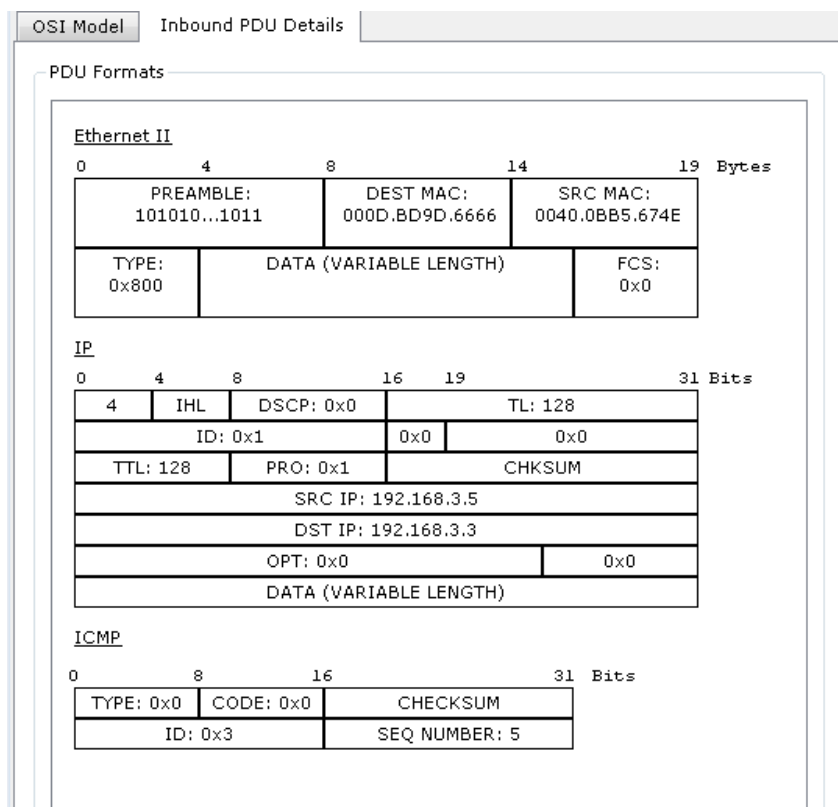 OSI Model Inbound PDU Details
PDU Formats
Ethernet II
0 4 8 14 19 Bytes
PREAMBLE: DEST MAC: SRC MAC:
101010...1011 000D.BD9D.6666 0040.0BB5.674E
TYPE: DATA (VARIABLE LENGTH) FCS:
0x800 0x0
IP
0 4 8 16 19 31 Bits
4 IHL DSCP: 0x0 TL: 128
ID: 0x1 0x0 0x0
TTL: 128 PRO: 0x1 CHKSUM
SRC IP: 192.168.3.5
DST IP: 192.168.3.3
OPT: 0x0 0x0
DATA (VARIABLE LENGTH)
ICMP
0 8 16 31 Bits
TYPE: 0x0 CODE: 0x0 CHECKSUM
ID: 0x3 SEQ NUMBER: 5